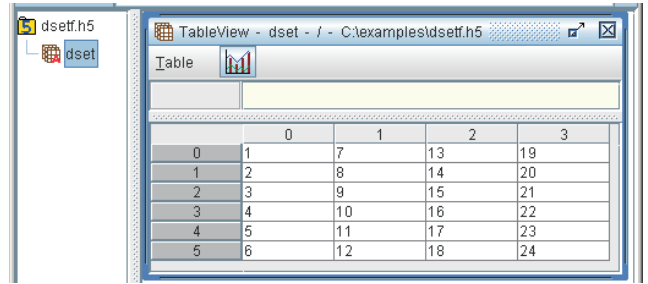 dsetf.h5
dset
TableView - dset - / - C:\examples\dsetf.h5
Table
0 1 2 3
0 1 7 13 19
1 2 8 14 20
2 3 9 15 21
3 4 10 16 22
4 5 11 17 23
5 6 12 18 24